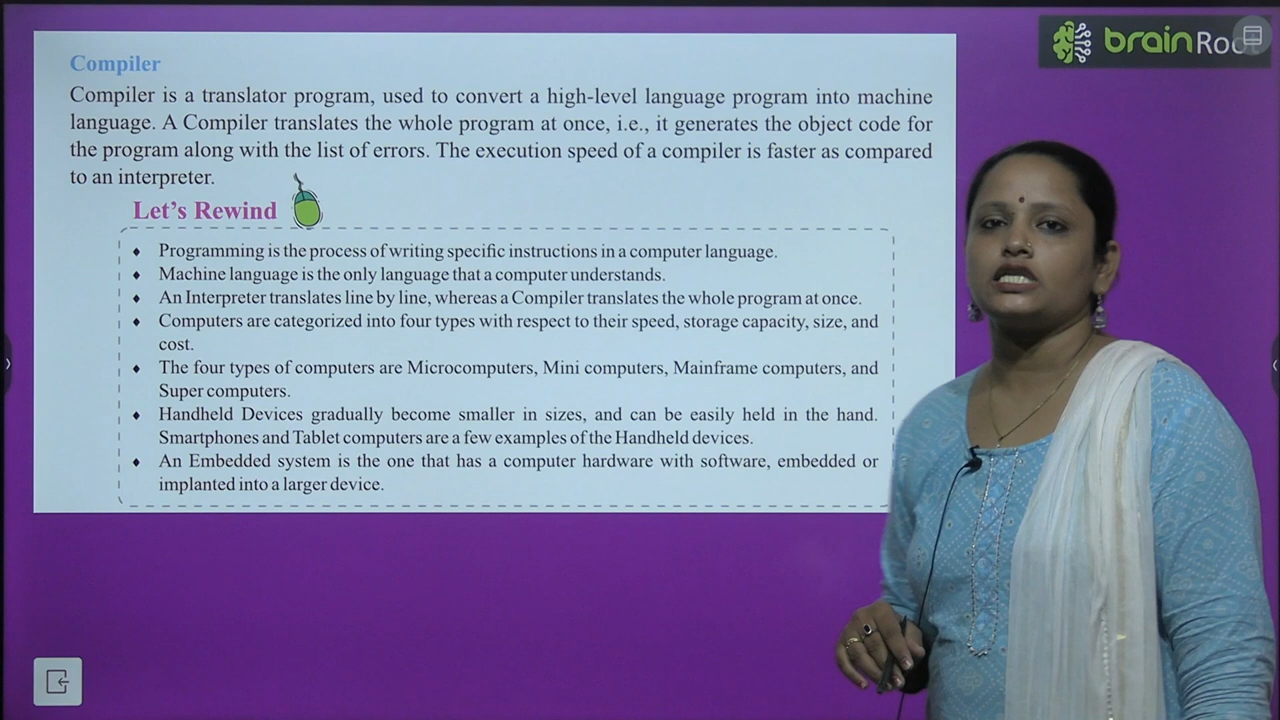 brainRoot
Compiler
Compiler is a translator program, used to convert a high-level language program into machine
language. A Compiler translates the whole program at once, i.e., it generates the object code for
the program along with the list of errors. The execution speed of a compiler is faster as compared
to an interpreter.
Let's Rewind
♦ Programming is the process of writing specific instructions in a computer language.
♦ Machine language is the only language that a computer understands.
♦ An Interpreter translates line by line, whereas a Compiler translates the whole program at once.
♦ Computers are categorized into four types with respect to their speed, storage capacity, size, and
cost.
♦ The four types of computers are Microcomputers, Mini computers, Mainframe computers, and
Super computers.
♦ Handheld Devices gradually become smaller in sizes, and can be easily held in the hand.
Smartphones and Tablet computers are a few examples of the Handheld devices.
♦ An Embedded system is the one that has a computer hardware with software, embedded or
implanted into a larger device.